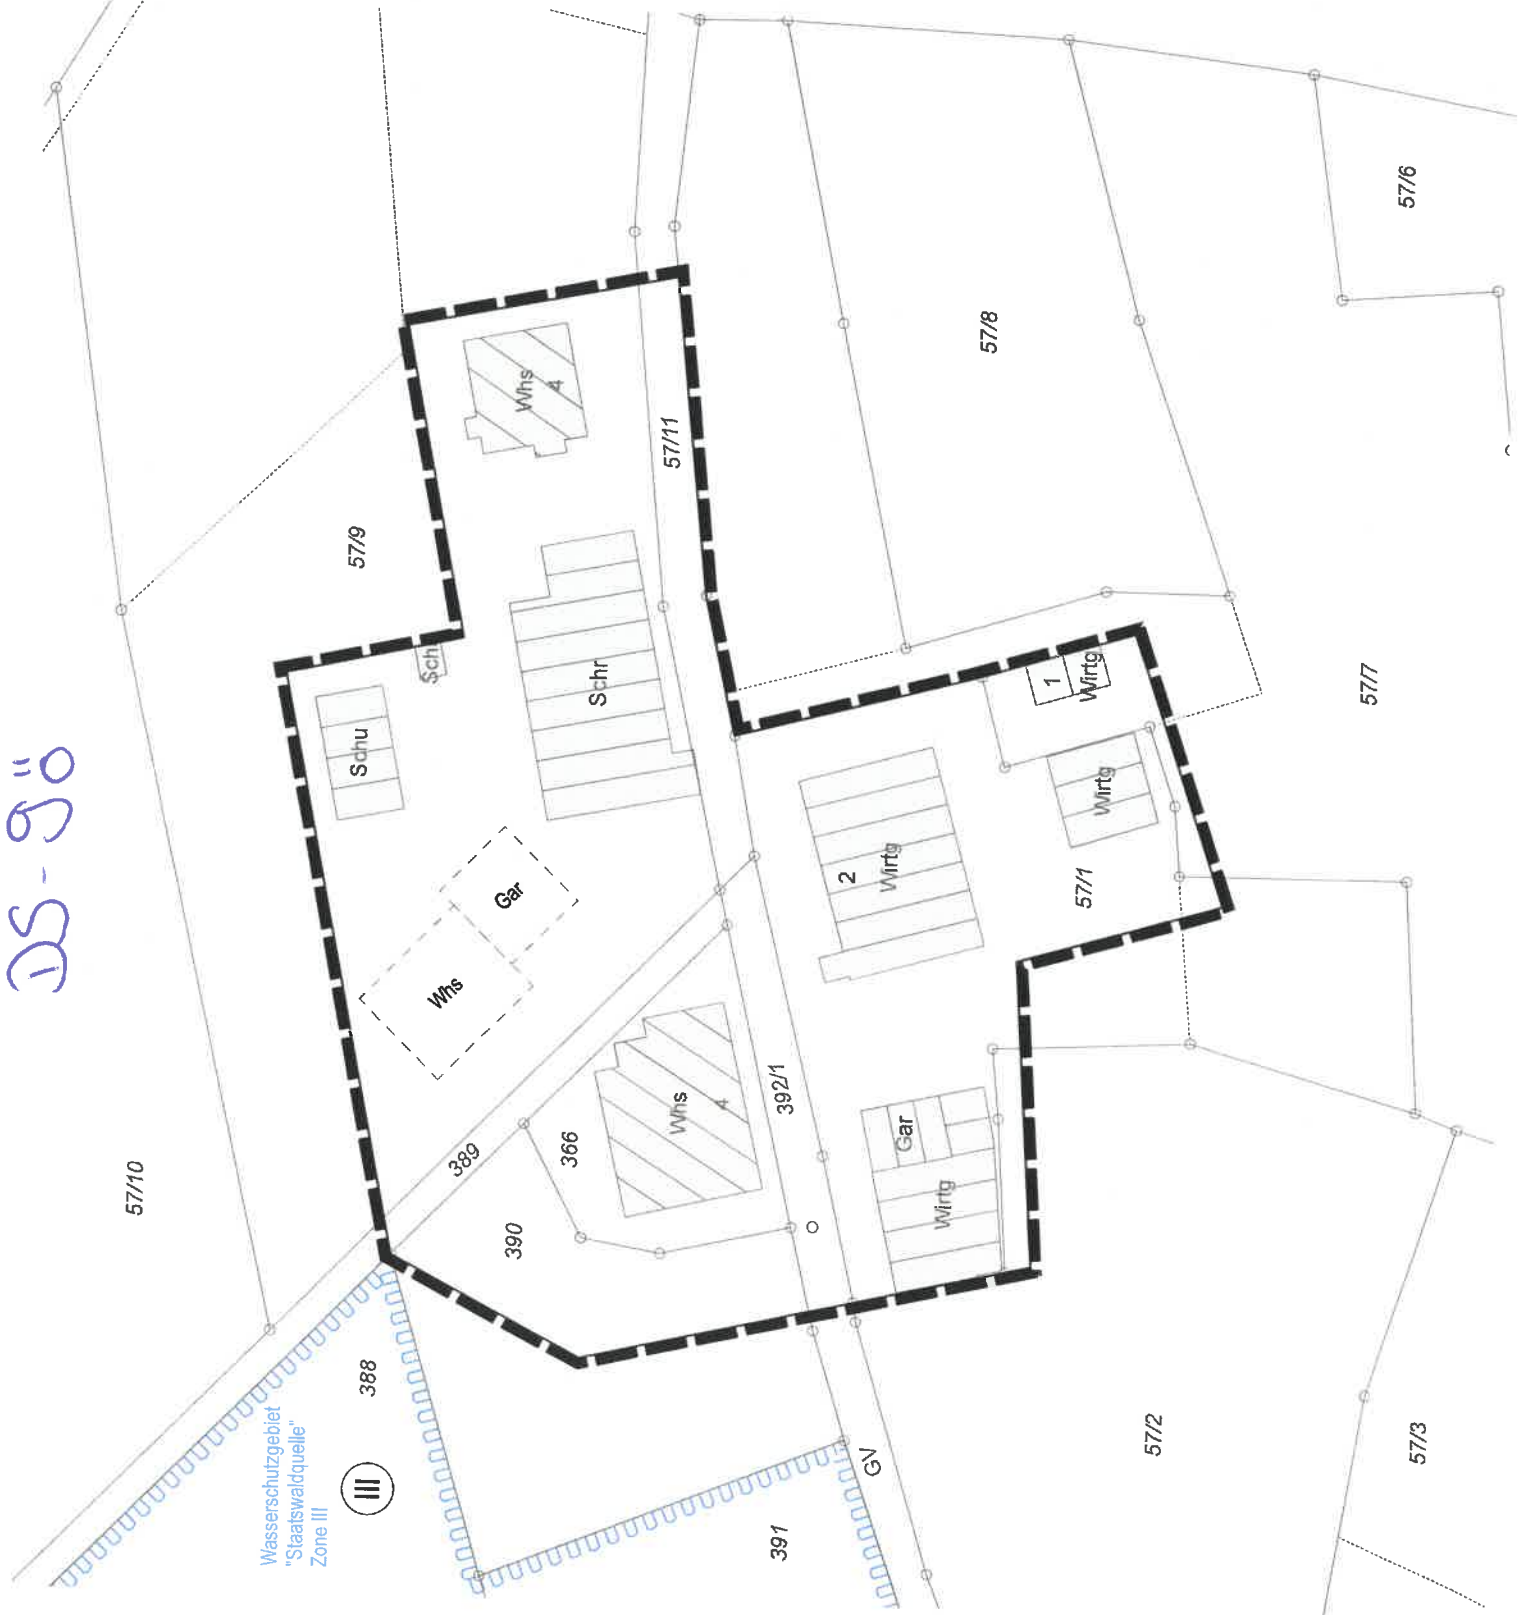 DS-gö
57/10
57/9
57/11
57/8
57/6
57/7
Whs
4
Sch
Schu
Schr
Gar
Whs
1
Wirtg
Wirtg
2
Wirtg
57/1
392/1
Whs
4
366
389
390
Gar
Wirtg
388
Wasserschutzgebiet
"Staatswaldquelle"
Zone III
III
391
GV
57/2
57/3